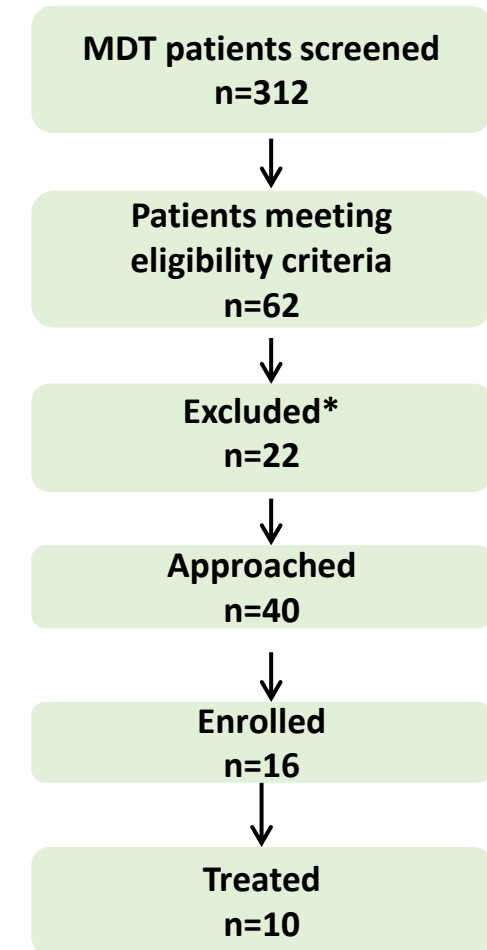 MDT patients screened
n=312
Patients meeting
eligibility criteria
n=62
Excluded*
n=22
Approached
n=40
Enrolled
n=16
Treated
n=10